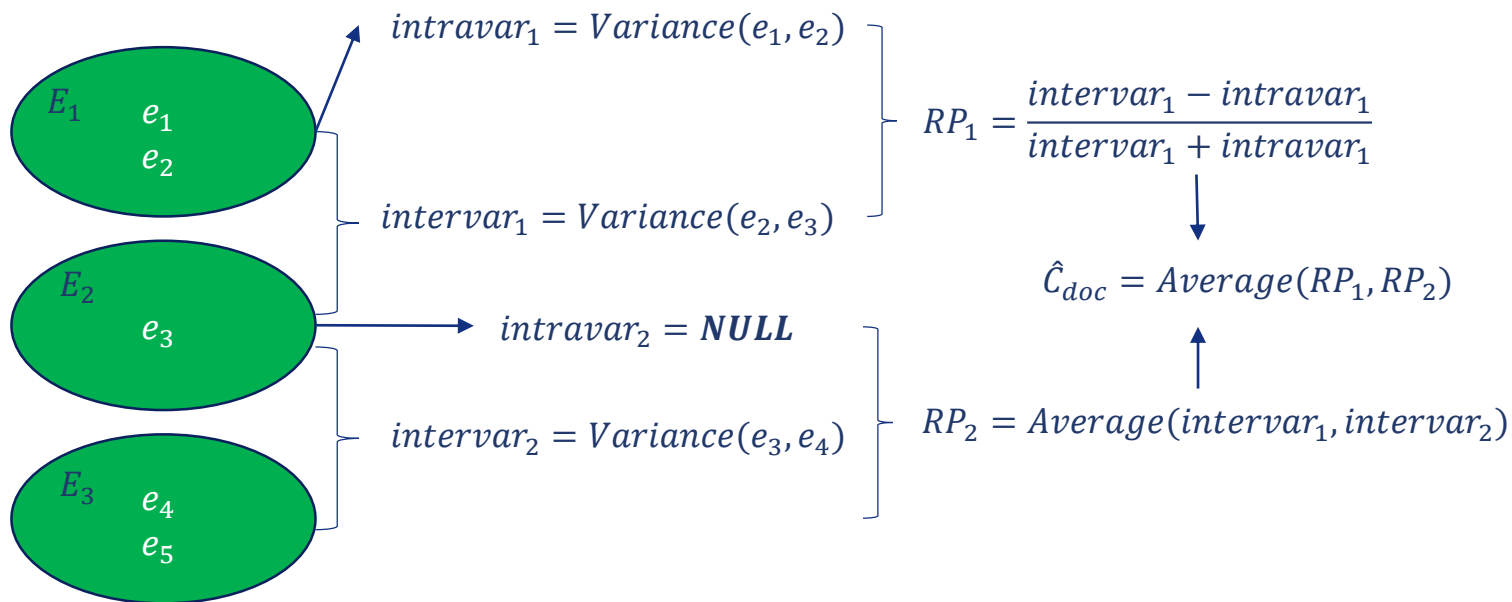 intravar₁ = Variance(e₁, e₂)
E₁
e₁
e₂
RP₁ = (intervar₁ − intravar₁) / (intervar₁ + intravar₁)
intervar₁ = Variance(e₂, e₃)
E₂
e₃
Ĉ_doc = Average(RP₁, RP₂)
intravar₂ = NULL
intervar₂ = Variance(e₃, e₄)
RP₂ = Average(intervar₁, intervar₂)
E₃
e₄
e₅